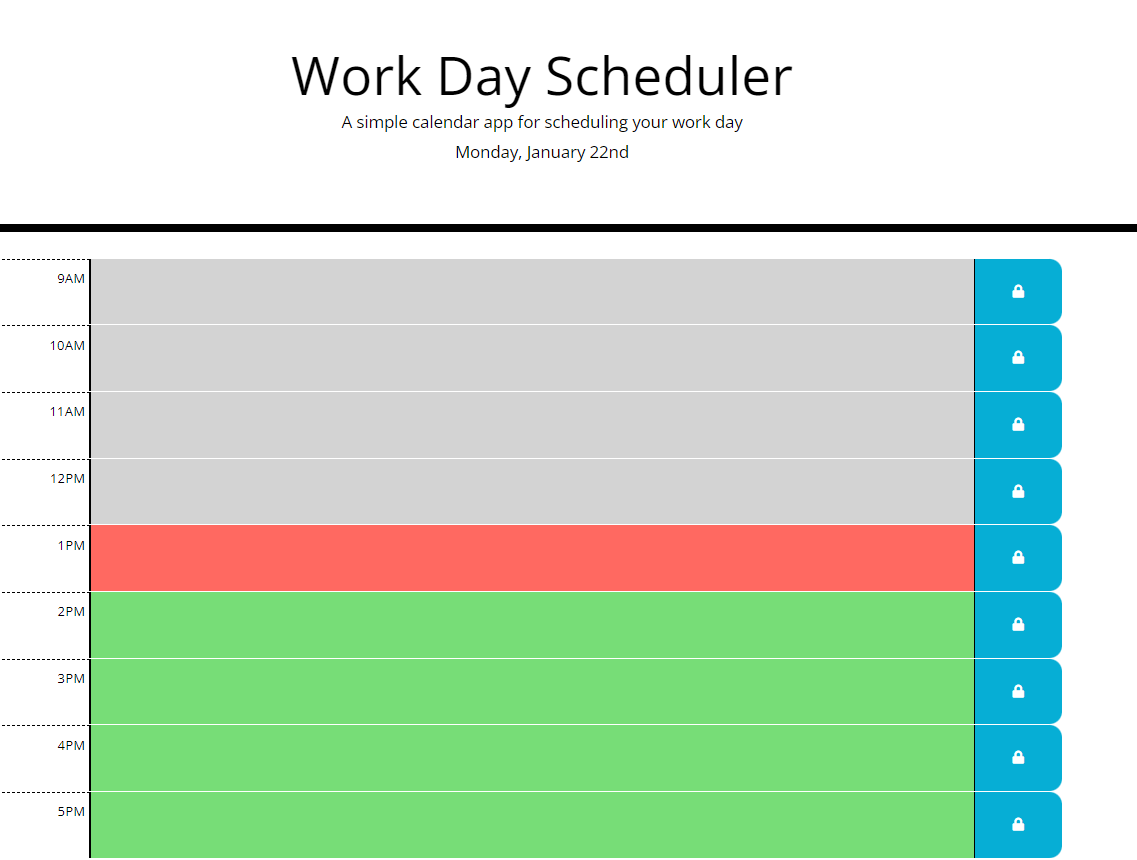 Work Day Scheduler
A simple calendar app for scheduling your work day
Monday, January 22nd
9AM
10AM
11AM
12PM
1PM
2PM
3PM
4PM
5PM